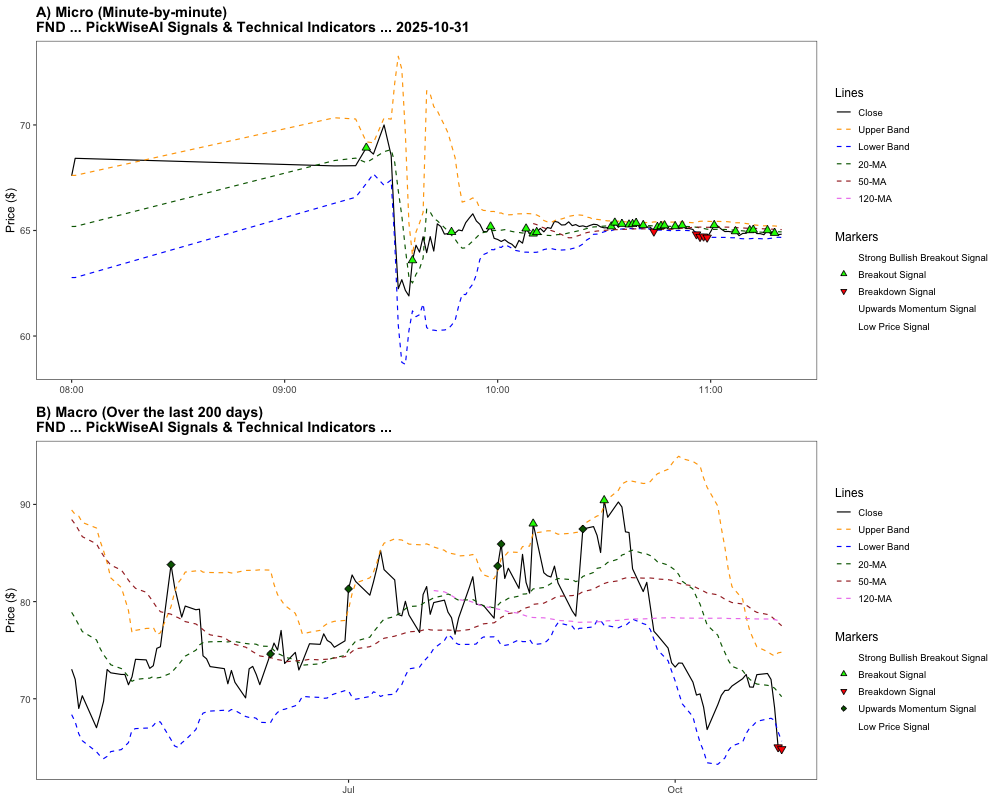 A) Micro (Minute-by-minute)
FND ... PickWiseAI Signals & Technical Indicators ... 2025-10-31
Price ($)
70
65
60
08:00
09:00
10:00
11:00
Lines
Close
Upper Band
Lower Band
20-MA
50-MA
120-MA
Markers
Strong Bullish Breakout Signal
Breakout Signal
Breakdown Signal
Upwards Momentum Signal
Low Price Signal
B) Macro (Over the last 200 days)
FND ... PickWiseAI Signals & Technical Indicators ...
Price ($)
90
80
70
Jul
Oct
Lines
Close
Upper Band
Lower Band
20-MA
50-MA
120-MA
Markers
Strong Bullish Breakout Signal
Breakout Signal
Breakdown Signal
Upwards Momentum Signal
Low Price Signal